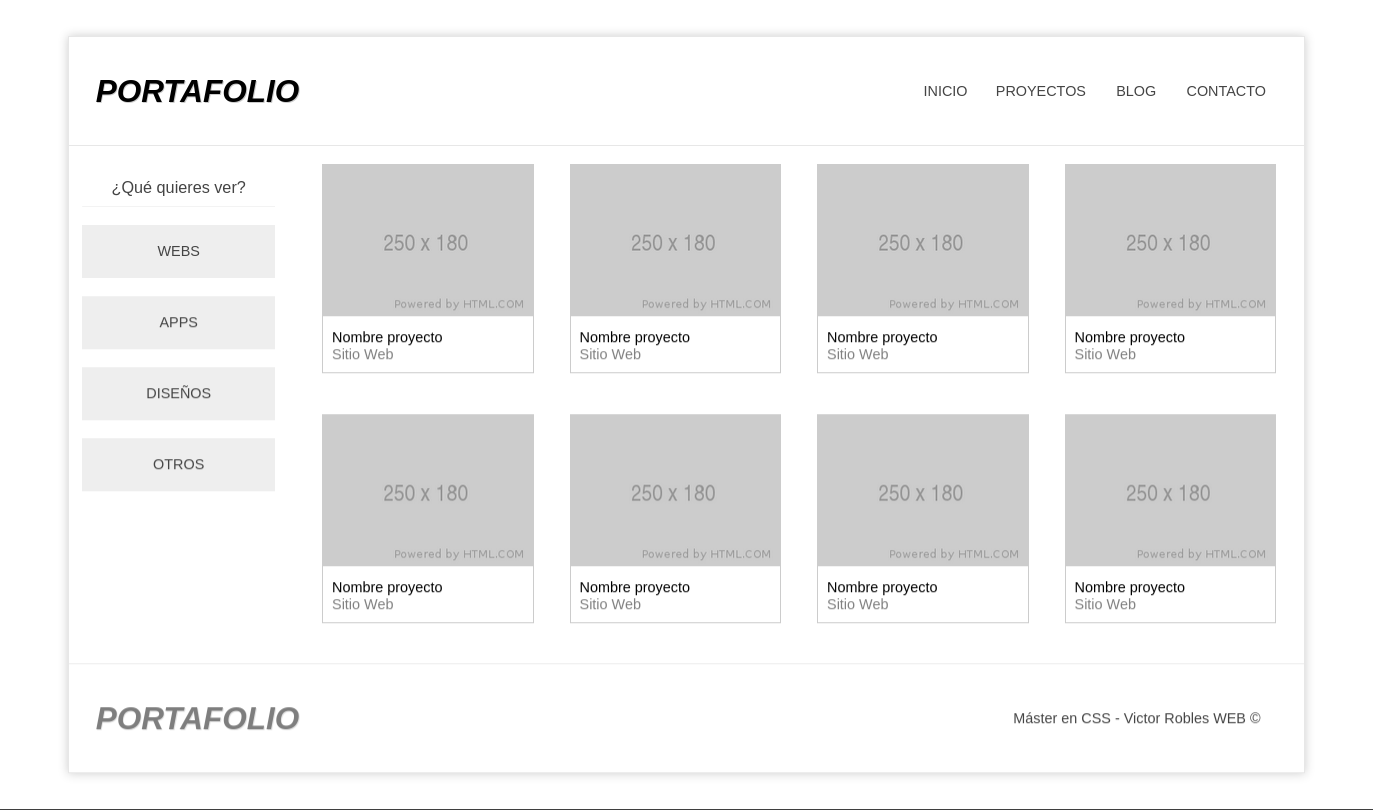 PORTAFOLIO
INICIO PROYECTOS BLOG CONTACTO
¿Qué quieres ver?
WEBS
APPS
DISEÑOS
OTROS
250 x 180 250 x 180 250 x 180 250 x 180
Powered by HTML.COM Powered by HTML.COM Powered by HTML.COM Powered by HTML.COM
Nombre proyecto Nombre proyecto Nombre proyecto Nombre proyecto
Sitio Web Sitio Web Sitio Web Sitio Web
250 x 180 250 x 180 250 x 180 250 x 180
Powered by HTML.COM Powered by HTML.COM Powered by HTML.COM Powered by HTML.COM
Nombre proyecto Nombre proyecto Nombre proyecto Nombre proyecto
Sitio Web Sitio Web Sitio Web Sitio Web
PORTAFOLIO
Máster en CSS - Victor Robles WEB ©